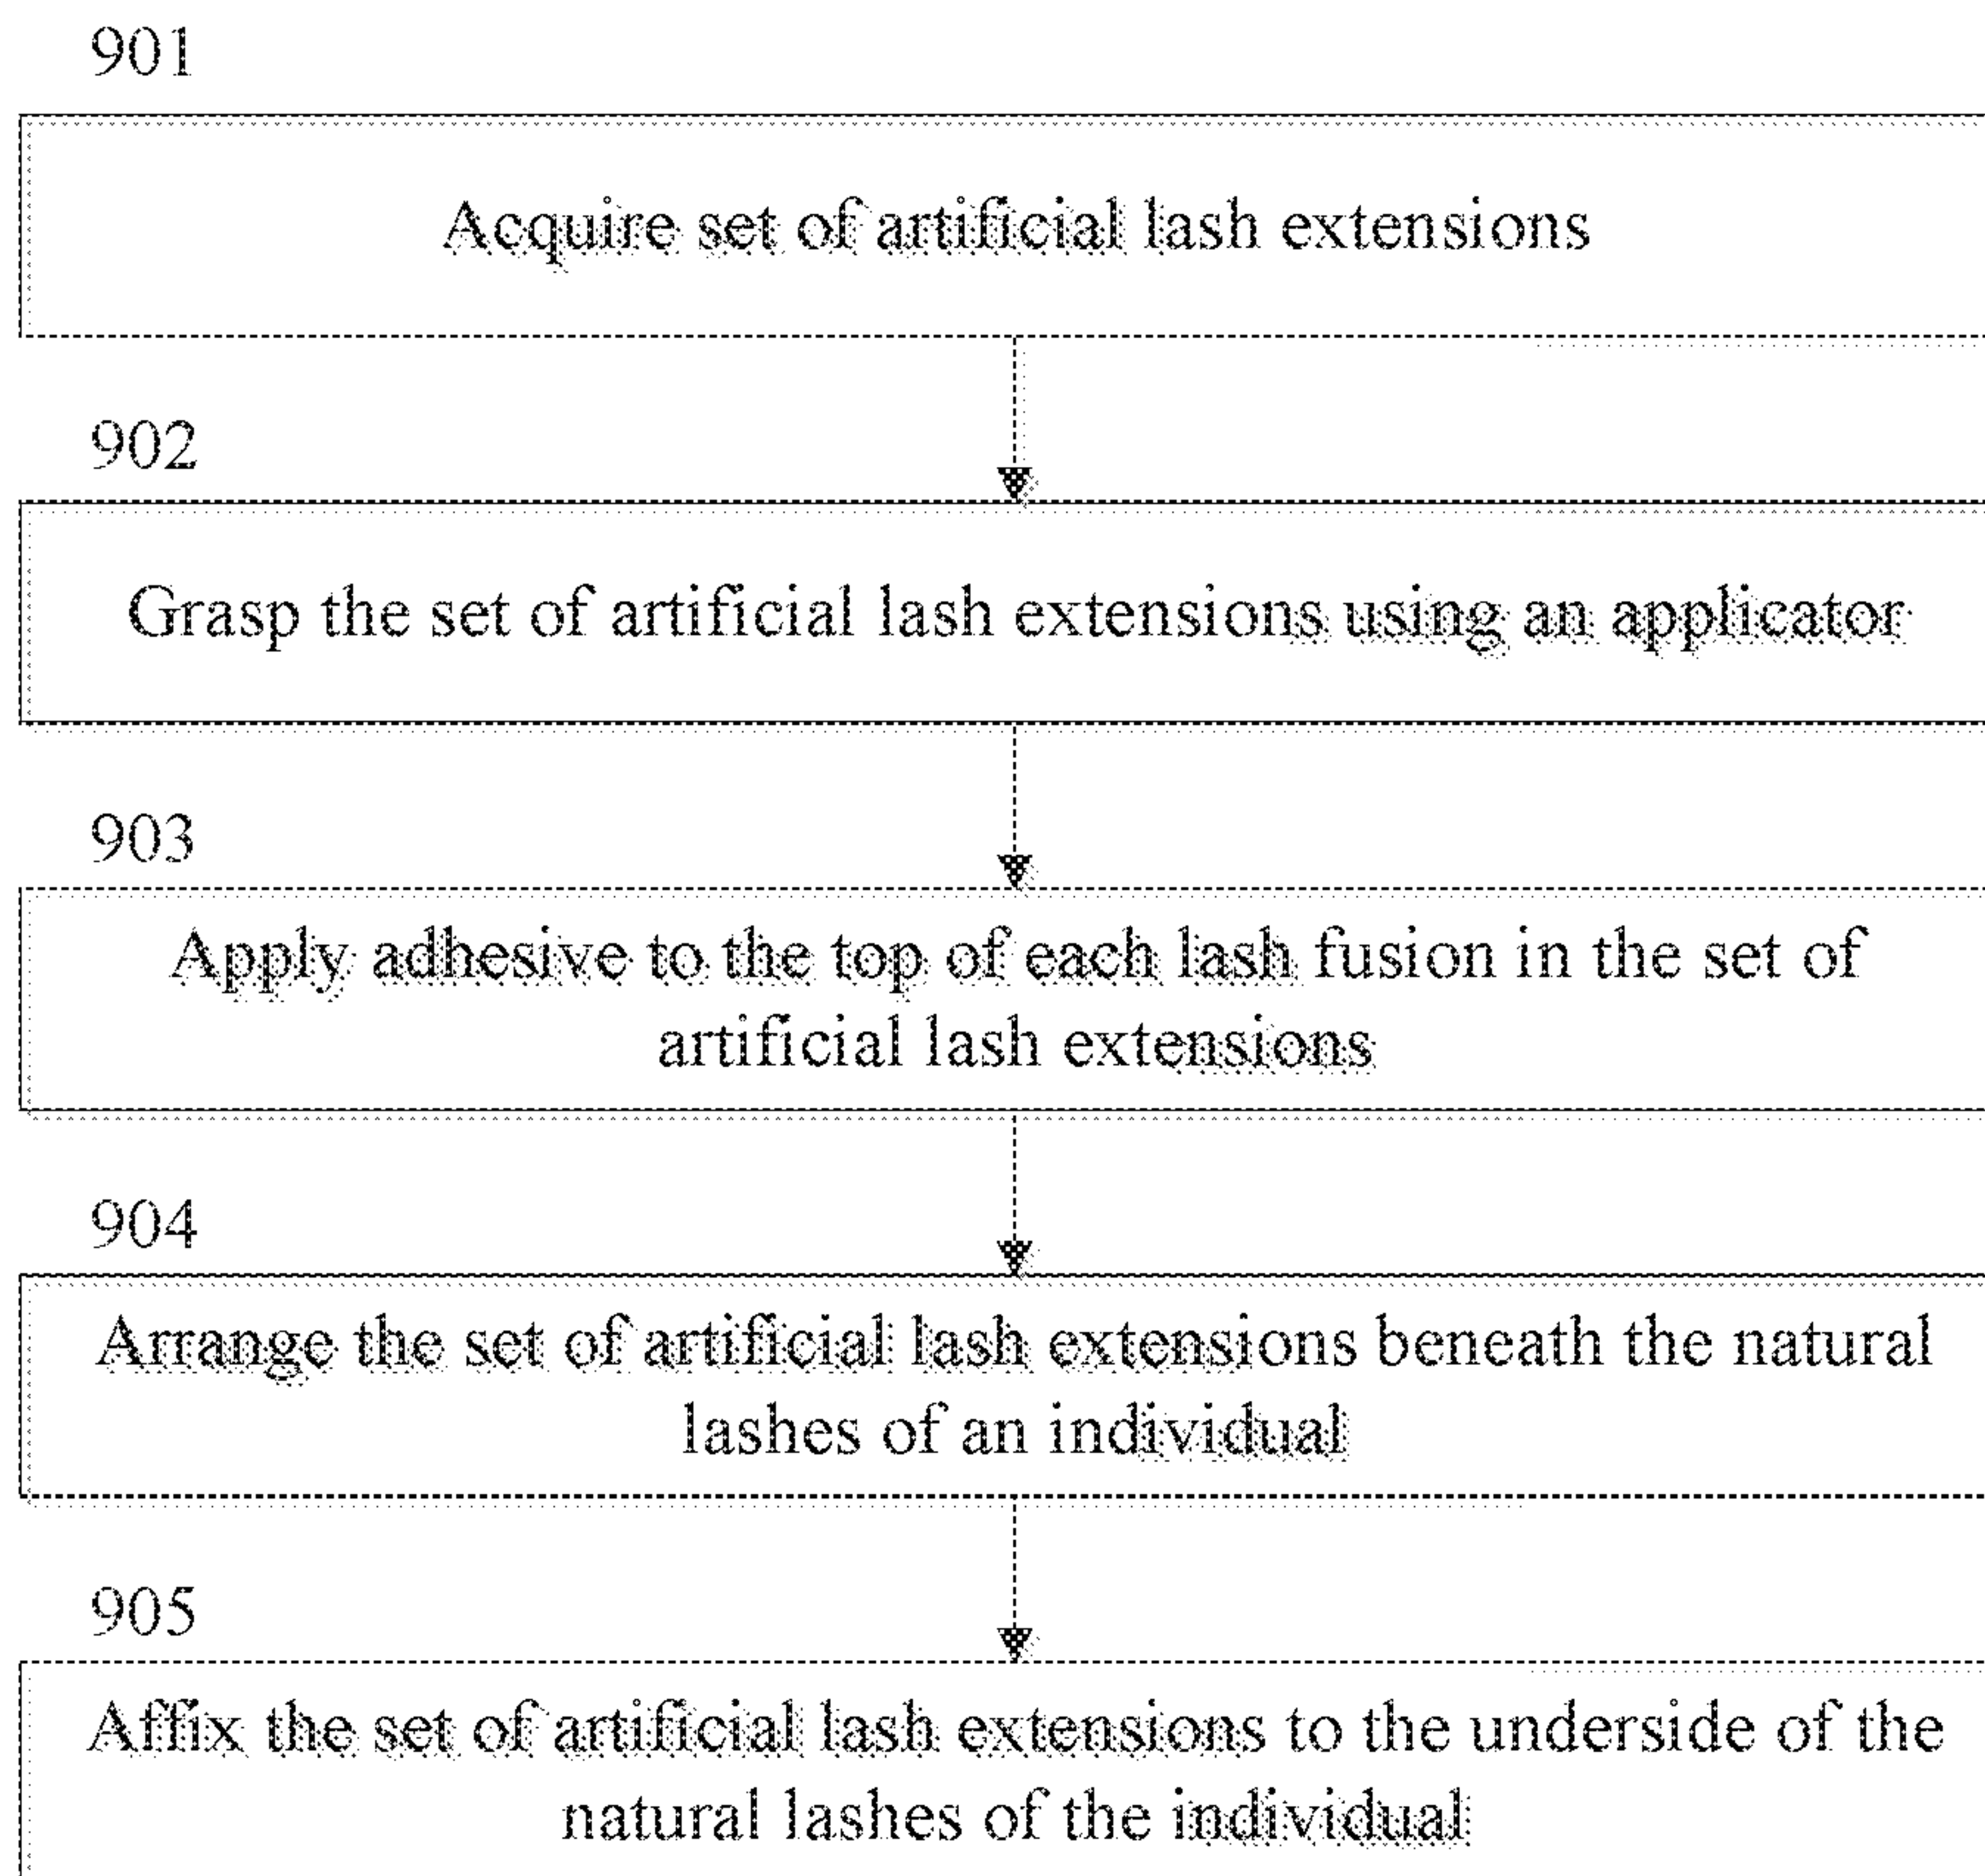 901
Acquire set of artificial lash extensions
902
Grasp the set of artificial lash extensions using an applicator
903
Apply adhesive to the top of each lash fusion in the set of
artificial lash extensions
904
Arrange the set of artificial lash extensions beneath the natural
lashes of an individual
905
Affix the set of artificial lash extensions to the underside of the
natural lashes of the individual